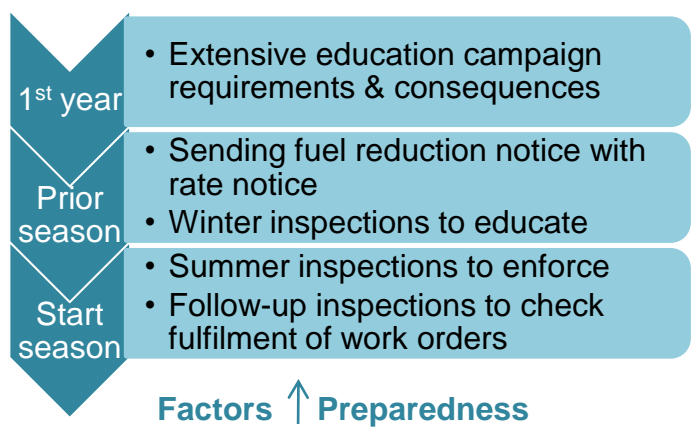 1st year
• Extensive education campaign
requirements & consequences
Prior
season
• Sending fuel reduction notice with
rate notice
• Winter inspections to educate
Start
season
• Summer inspections to enforce
• Follow-up inspections to check
fulfilment of work orders
Factors ↑ Preparedness